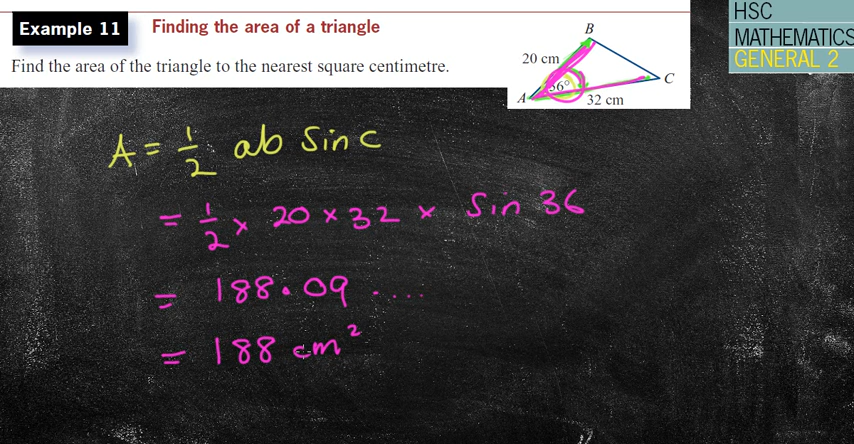 Example 11 Finding the area of a triangle
Find the area of the triangle to the nearest square centimetre.
B
20 cm
36°
A
32 cm
C
HSC
MATHEMATICS
GENERAL 2
A = 1/2 ab Sin C
= 1/2 × 20 × 32 × Sin 36
= 188.09 ....
= 188 cm²